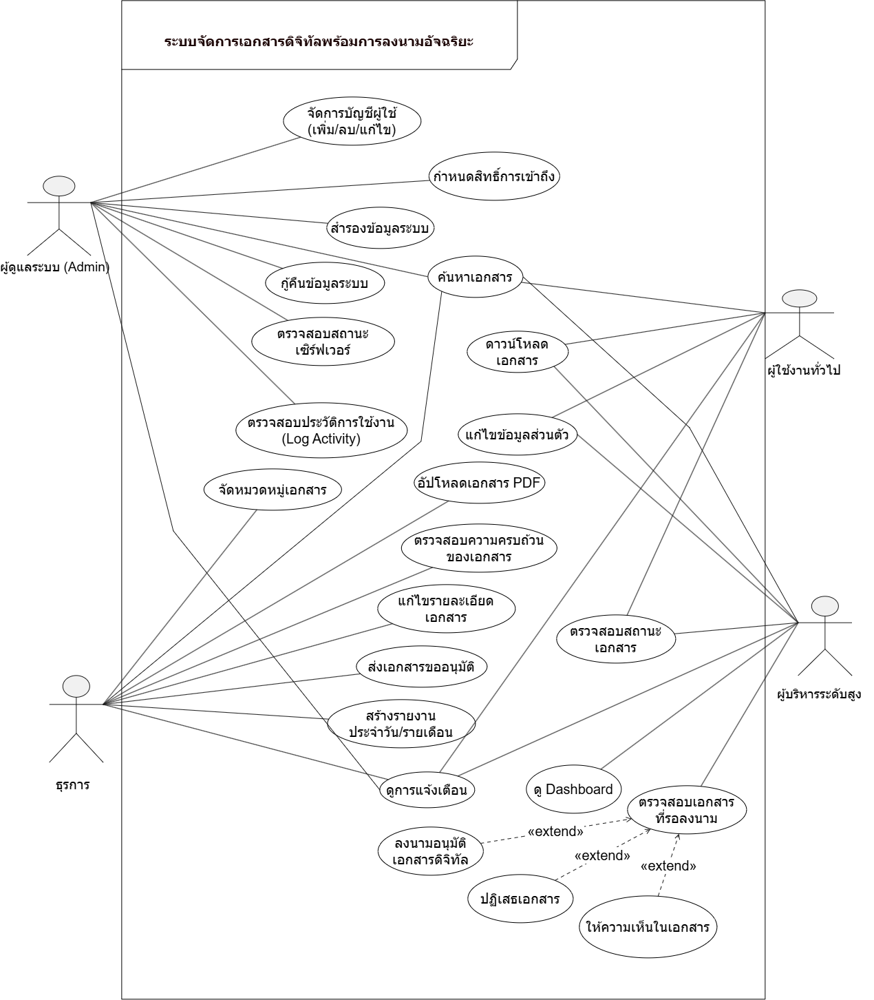 ระบบจัดการเอกสารดิจิทัลพร้อมการลงนามอัจฉริยะ
จัดการบัญชีผู้ใช้
(เพิ่ม/ลบ/แก้ไข)
กำหนดสิทธิ์การเข้าถึง
สำรองข้อมูลระบบ
ผู้ดูแลระบบ (Admin)
ค้นหาเอกสาร
กู้คืนข้อมูลระบบ
ตรวจสอบสถานะ
เซิร์ฟเวอร์
ดาวน์โหลด
เอกสาร
ผู้ใช้งานทั่วไป
ตรวจสอบประวัติการใช้งาน
(Log Activity)
แก้ไขข้อมูลส่วนตัว
จัดหมวดหมู่เอกสาร
อัปโหลดเอกสาร PDF
ตรวจสอบความครบถ้วน
ของเอกสาร
แก้ไขรายละเอียด
เอกสาร
ตรวจสอบสถานะ
เอกสาร
ส่งเอกสารขออนุมัติ
ผู้บริหารระดับสูง
สร้างรายงาน
ประจำวัน/รายเดือน
ธุรการ
ดูการแจ้งเตือน
ดู Dashboard
ตรวจสอบเอกสาร
ที่รอลงนาม
«extend»
ลงนามอนุมัติ
เอกสารดิจิทัล
«extend»
«extend»
ปฏิเสธเอกสาร
ให้ความเห็นในเอกสาร